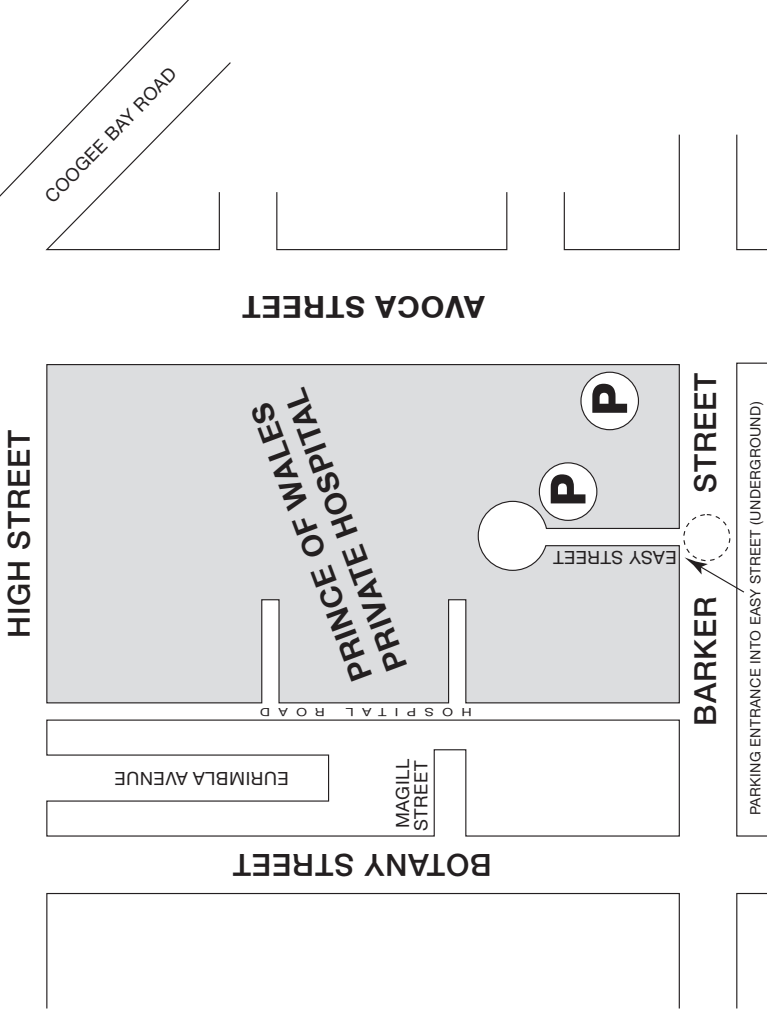 COOGEE BAY ROAD
AVOCA STREET
HIGH STREET
PRINCE OF WALES
PRIVATE HOSPITAL
P
P
EASY STREET
BARKER STREET
PARKING ENTRANCE INTO EASY STREET (UNDERGROUND)
HOSPITAL ROAD
EURIMBLA AVENUE
MAGILL
STREET
BOTANY STREET